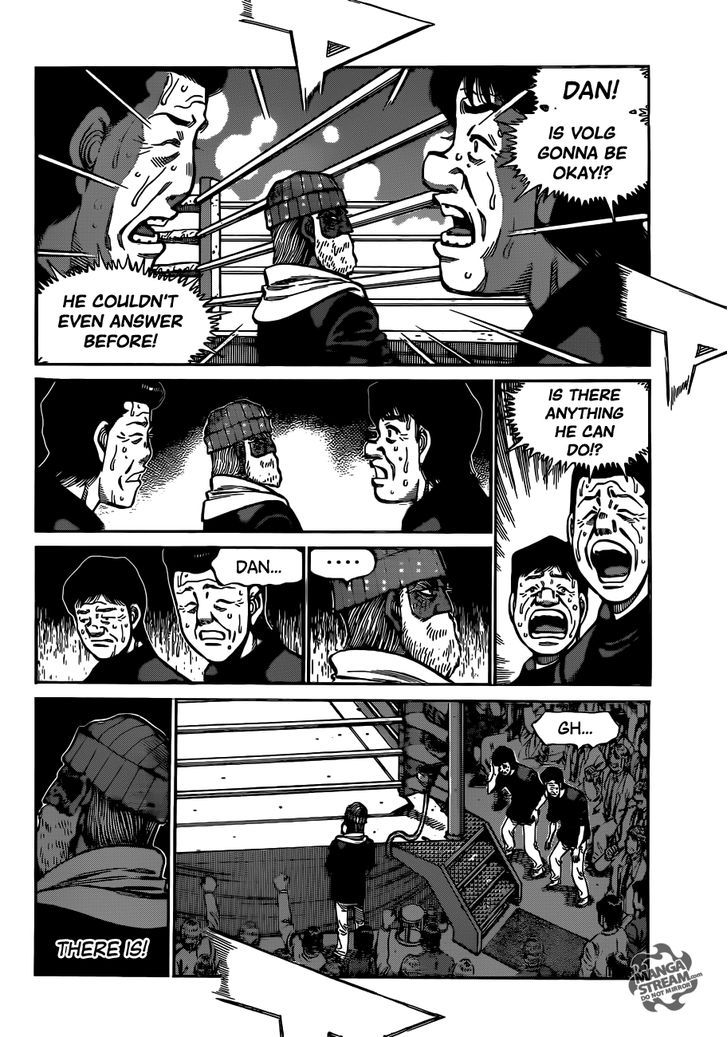 DAN!
IS VOLG
GONNA BE
OKAY!?
HE COULDN'T
EVEN ANSWER
BEFORE!
IS THERE
ANYTHING
HE CAN
DO!?
DAN...
....
THERE IS!
GH...
MANGA
STREAM.com
DO NOT MIRROR